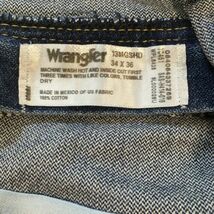 Wrangler
13MGSHD
34 X 36
MACHINE WASH HOT AND INSIDE OUT FIRST
THREE TIMES WITH LIKE COLORS, TUMBLE
DRY
MADE IN MEXICO OF US FABRIC
100% COTTON